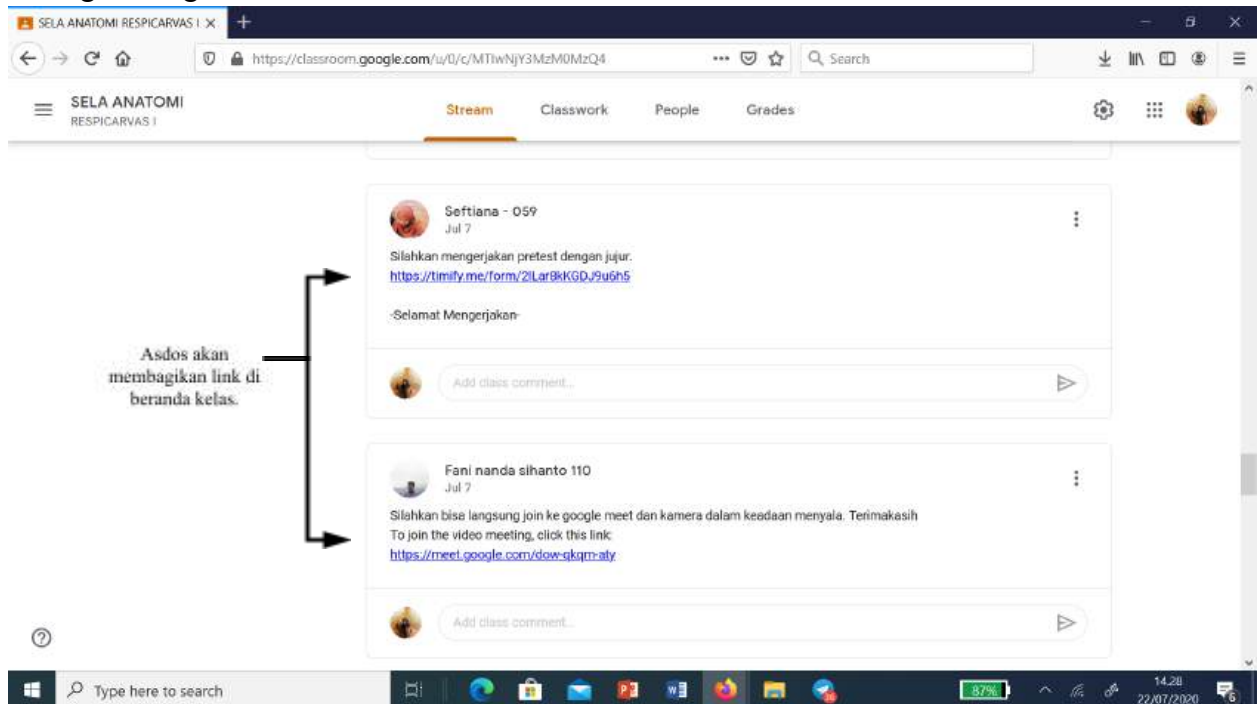 SELA ANATOMI RESPICARVAS I
https://classroom.google.com/u/0/c/MTIwNjY3MzM0MzQ4
Search
SELA ANATOMI
RESPICARVAS I
Stream Classwork People Grades
Seftiana - 059
Jul 7
Silahkan mengerjakan pretest dengan jujur.
https://timify.me/form/2ILar8kKGDJ9u6h5
-Selamat Mengerjakan-
Add class comment...
Asdos akan
membagikan link di
beranda kelas.
Fani nanda sihanto 110
Jul 7
Silahkan bisa langsung join ke google meet dan kamera dalam keadaan menyala. Terimakasih
To join the video meeting, click this link:
https://meet.google.com/dow-qkqm-aty
Add class comment...
Type here to search
87%
14.28
22/07/2020
6